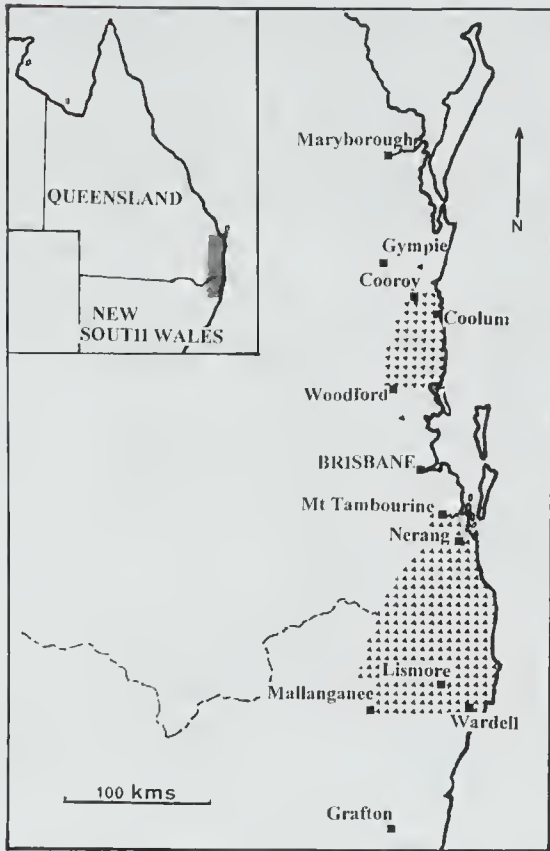 QUEENSLAND
NEW
SOUTH WALES
Maryborough
N
Gympie
Cooroy
Coolum
Woodford
BRISBANE
Mt Tambourine
Nerang
Lismore
Mallanganee
Wardell
100 kms
Grafton